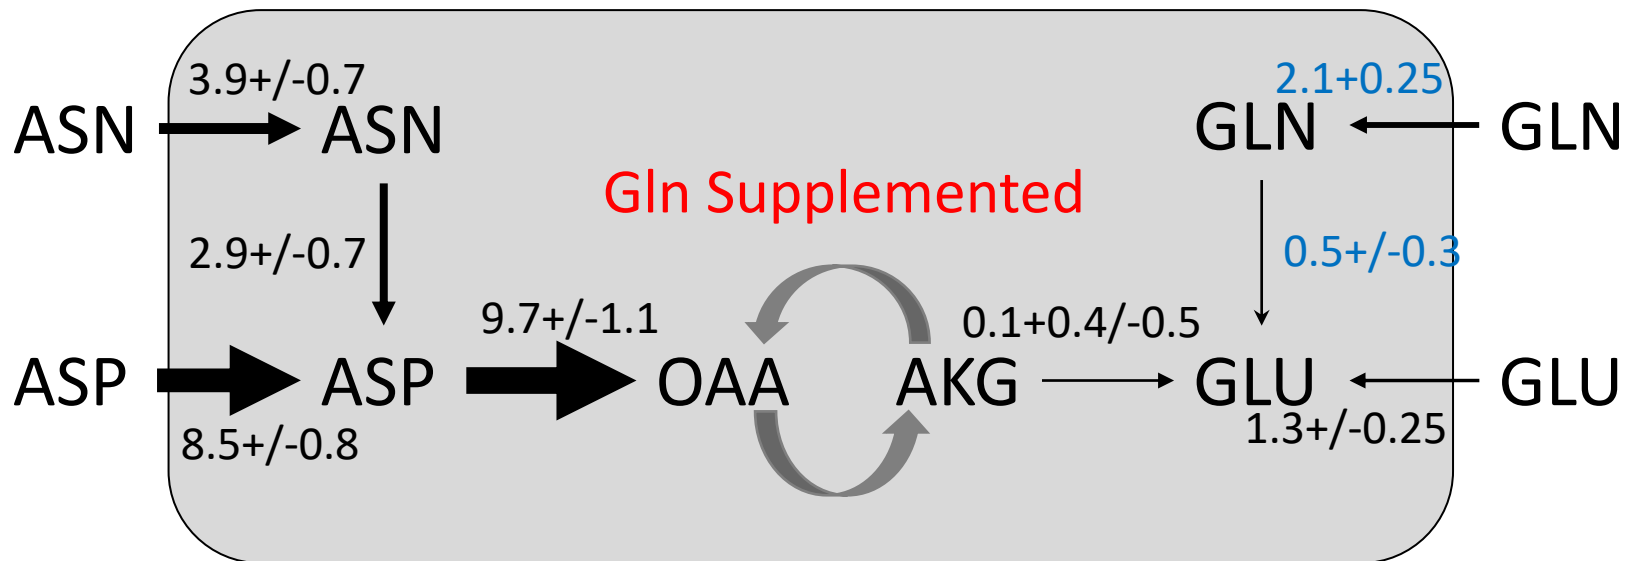 3.9+/-0.7
2.1+0.25
ASN
ASN
GLN
GLN
Gln Supplemented
2.9+/-0.7
0.5+/-0.3
9.7+/-1.1
0.1+0.4/-0.5
ASP
ASP
OAA
AKG
GLU
GLU
8.5+/-0.8
1.3+/-0.25